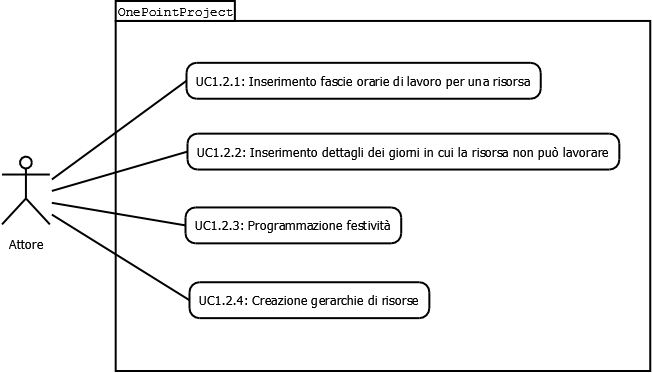 OnePointProject
UC1.2.1: Inserimento fascie orarie di lavoro per una risorsa
UC1.2.2: Inserimento dettagli dei giorni in cui la risorsa non può lavorare
UC1.2.3: Programmazione festività
Attore
UC1.2.4: Creazione gerarchie di risorse